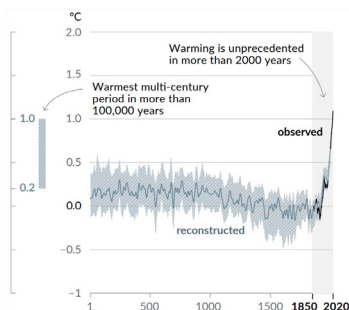 °C
2.0
Warming is unprecedented
in more than 2000 years
1.5
Warmest multi-century
period in more than
100,000 years
1.0
1.0
observed
0.5
0.2
0.0
reconstructed
−0.5
−1
1
500
1000
1500
1850
2020